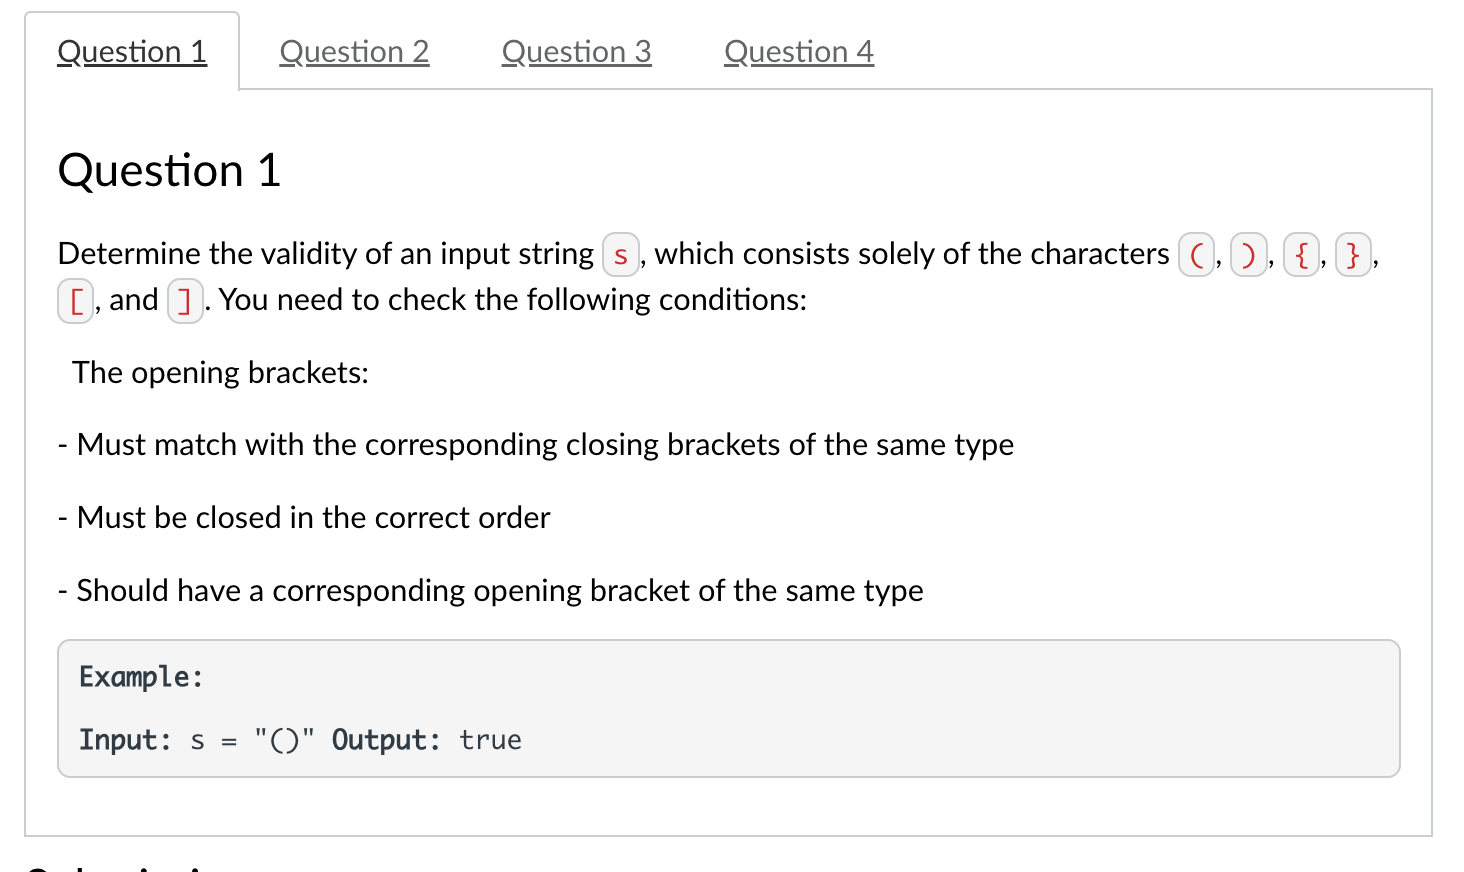 Question 1 Question 2 Question 3 Question 4
Question 1
Determine the validity of an input string s, which consists solely of the characters (, ), {, },
[, and ]. You need to check the following conditions:
The opening brackets:
- Must match with the corresponding closing brackets of the same type
- Must be closed in the correct order
- Should have a corresponding opening bracket of the same type
Example:
Input: s = "()" Output: true